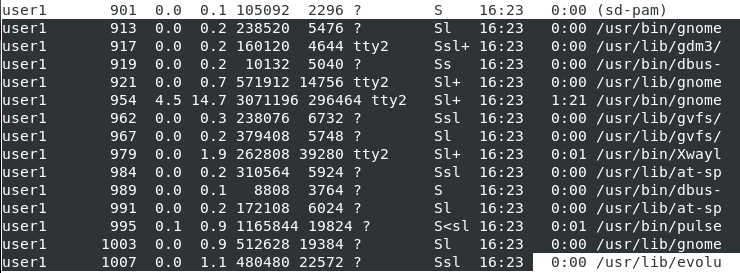 user1 901 0.0 0.1 105092 2296 ? S 16:23 0:00 (sd-pam)
user1 913 0.0 0.2 238520 5476 ? Sl 16:23 0:00 /usr/bin/gnome
user1 917 0.0 0.2 160120 4644 tty2 Ssl+ 16:23 0:00 /usr/lib/gdm3/
user1 919 0.0 0.2 10132 5040 ? Ss 16:23 0:00 /usr/bin/dbus-
user1 921 0.0 0.7 571912 14756 tty2 Sl+ 16:23 0:00 /usr/lib/gnome
user1 954 4.5 14.7 3071196 296464 tty2 Sl+ 16:23 1:21 /usr/bin/gnome
user1 962 0.0 0.3 238076 6732 ? Ssl 16:23 0:00 /usr/lib/gvfs/
user1 967 0.0 0.2 379408 5748 ? Sl 16:23 0:00 /usr/lib/gvfs/
user1 979 0.0 1.9 262808 39280 tty2 Sl+ 16:23 0:01 /usr/bin/Xwayl
user1 984 0.0 0.2 310564 5924 ? Ssl 16:23 0:00 /usr/lib/at-sp
user1 989 0.0 0.1 8808 3764 ? S 16:23 0:00 /usr/bin/dbus-
user1 991 0.0 0.2 172108 6024 ? Sl 16:23 0:00 /usr/lib/at-sp
user1 995 0.1 0.9 1165844 19824 ? S<sl 16:23 0:01 /usr/bin/pulse
user1 1003 0.0 0.9 512628 19384 ? Sl 16:23 0:00 /usr/lib/gnome
user1 1007 0.0 1.1 480480 22572 ? Ssl 16:23 0:00 /usr/lib/evolu